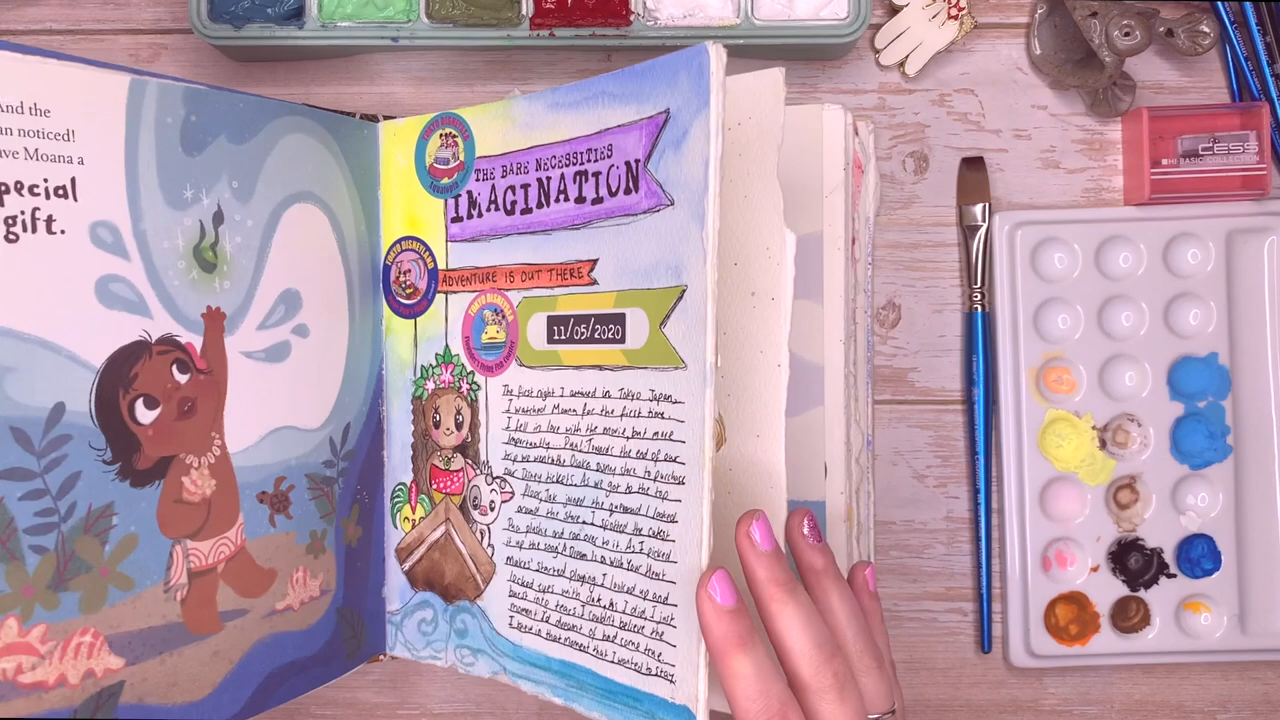 And the
an noticed!
ave Moana a
pecial
gift.
TOKYO DISNEYSEA
Aquatopia
THE BARE NECESSITIES
IMAGINATION
TOKYO DISNEYLAND
ADVENTURE IS OUT THERE
TOKYO DISNEYSEA
11/05/2020
The first night I arrived in Tokyo Japan,
I watched Moana for the first time.
I fell in love with the movie, but more
importantly... Pua! Towards the end of our
trip we went to the Osaka Disney store to purchase
our Disney tickets. As we got to the top
floor, Jak joined the queue and I looked
around the store. I spotted the cutest
Pua plushie and ran over to it. As I picked
it up the song 'A Dream Is a Wish Your Heart
Makes' started playing. I looked up and
locked eyes with Jak. As I did, I just
burst into tears. I couldn't believe the
moment I'd dreamt of had come true.
I knew in that moment that I wanted to stay
CESS
HI-BASIC COLLECTION
Cotman